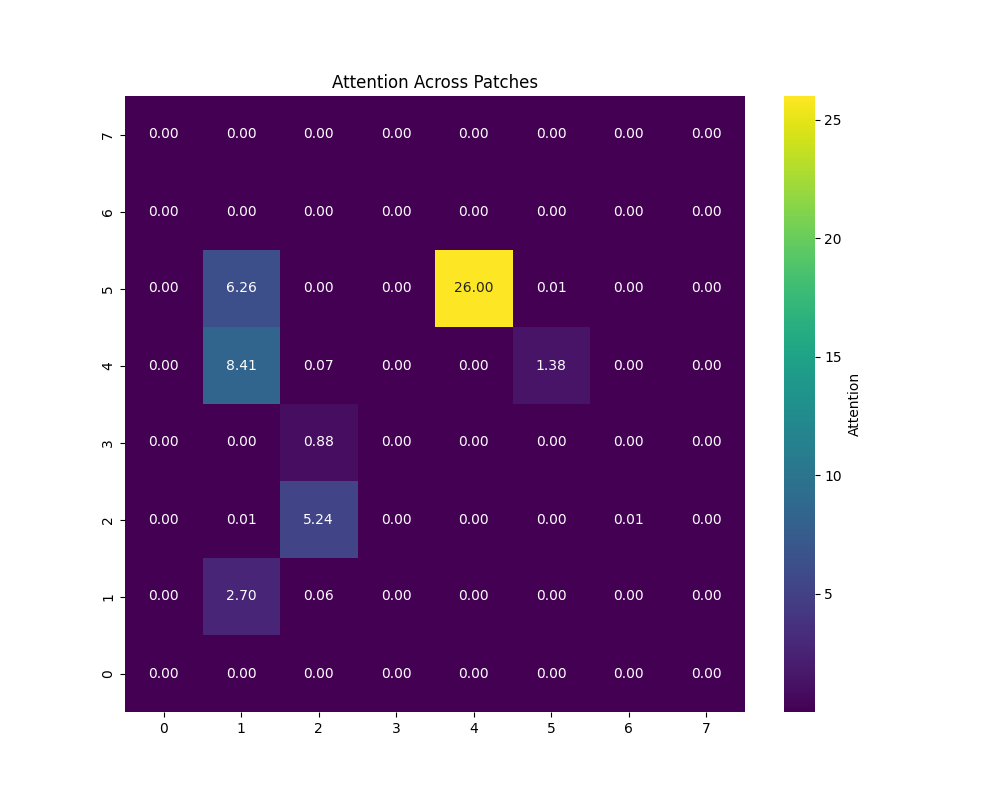 Attention Across Patches
7 0.00 0.00 0.00 0.00 0.00 0.00 0.00 0.00
6 0.00 0.00 0.00 0.00 0.00 0.00 0.00 0.00
5 0.00 6.26 0.00 0.00 26.00 0.01 0.00 0.00
4 0.00 8.41 0.07 0.00 0.00 1.38 0.00 0.00
3 0.00 0.00 0.88 0.00 0.00 0.00 0.00 0.00
2 0.00 0.01 5.24 0.00 0.00 0.00 0.01 0.00
1 0.00 2.70 0.06 0.00 0.00 0.00 0.00 0.00
0 0.00 0.00 0.00 0.00 0.00 0.00 0.00 0.00
0 1 2 3 4 5 6 7
25
20
15
10
5
Attention